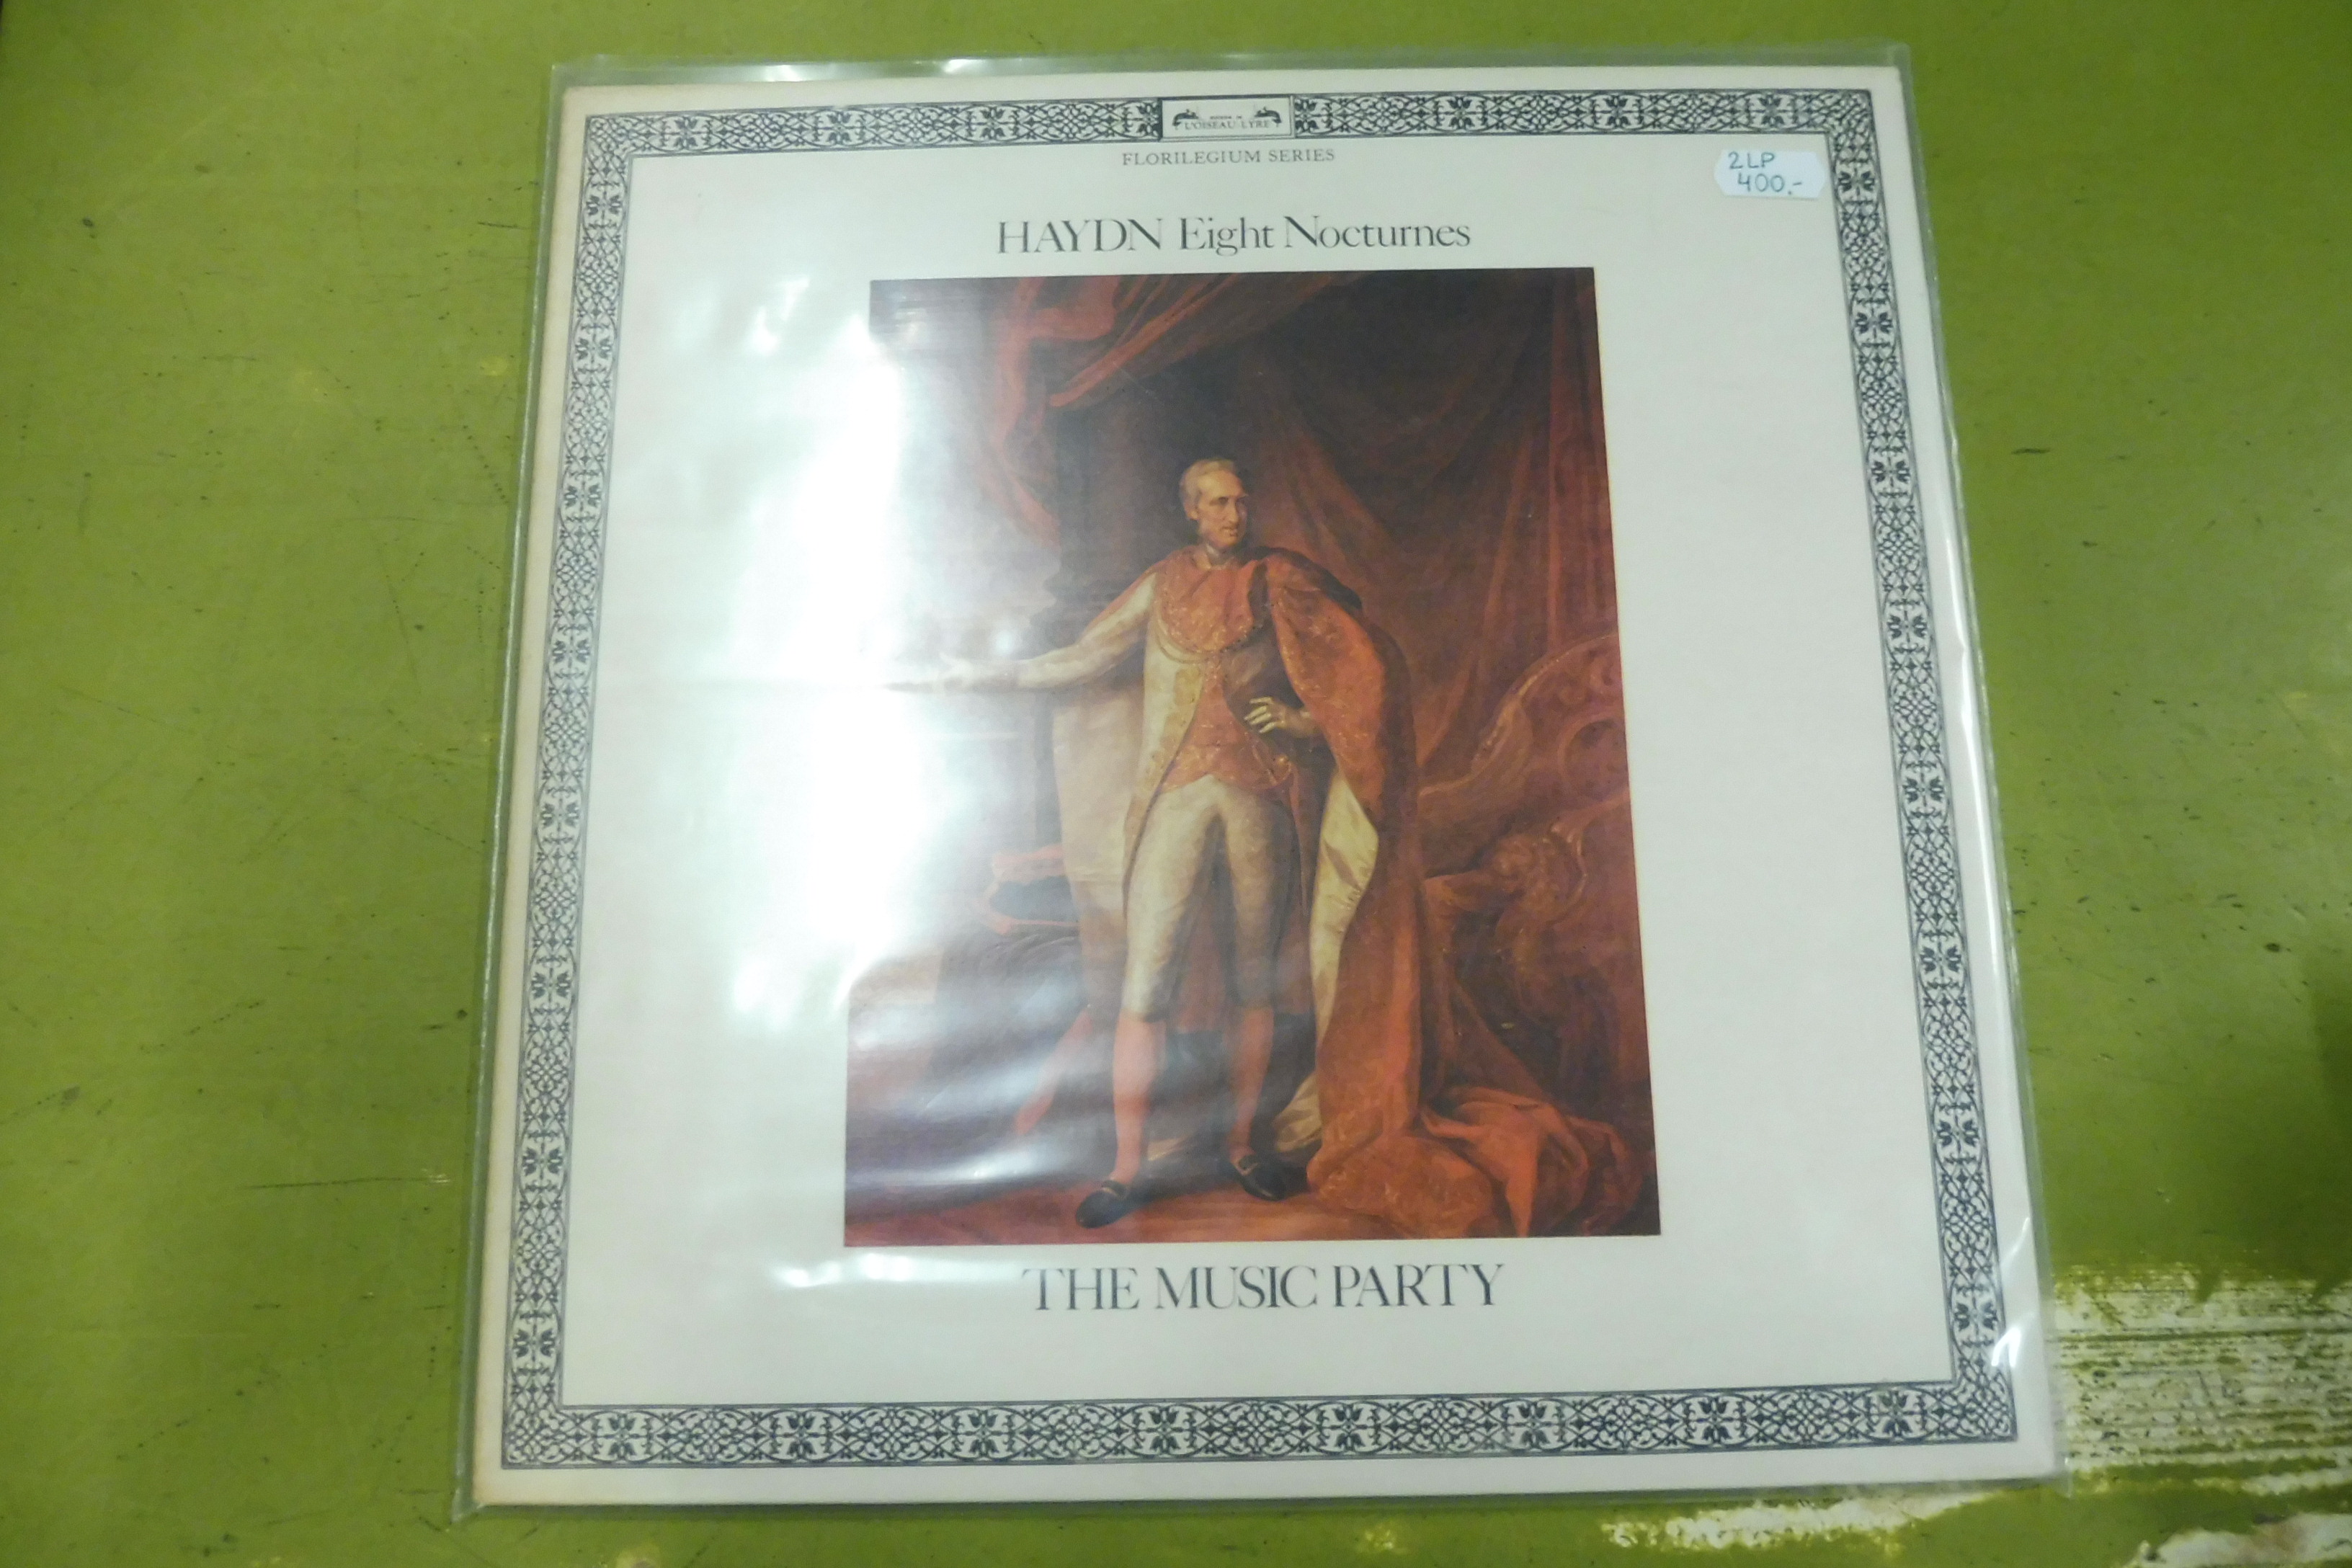 L'OISEAU-LYRE
FLORILEGIUM SERIES
2LP
400.-
HAYDN Eight Nocturnes
THE MUSIC PARTY